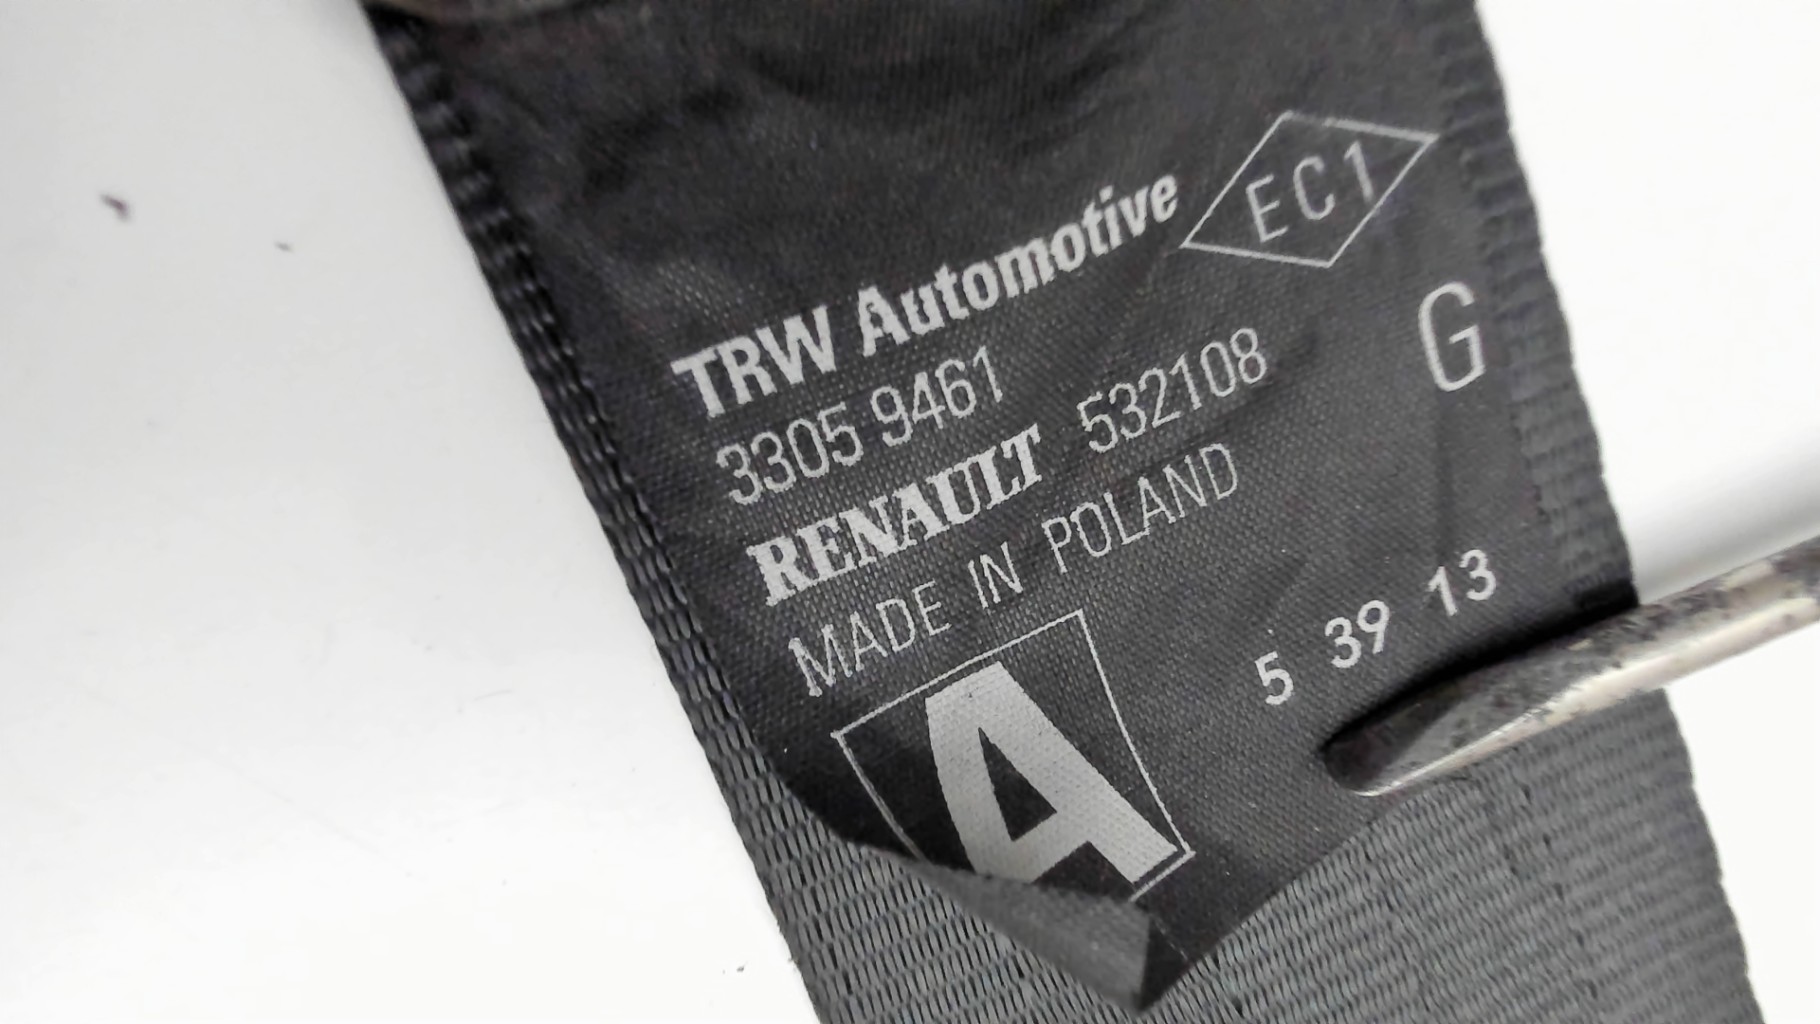 TRW Automotive EC1
3305 9461
G
RENAULT 532108
MADE IN POLAND
5 39 13
A